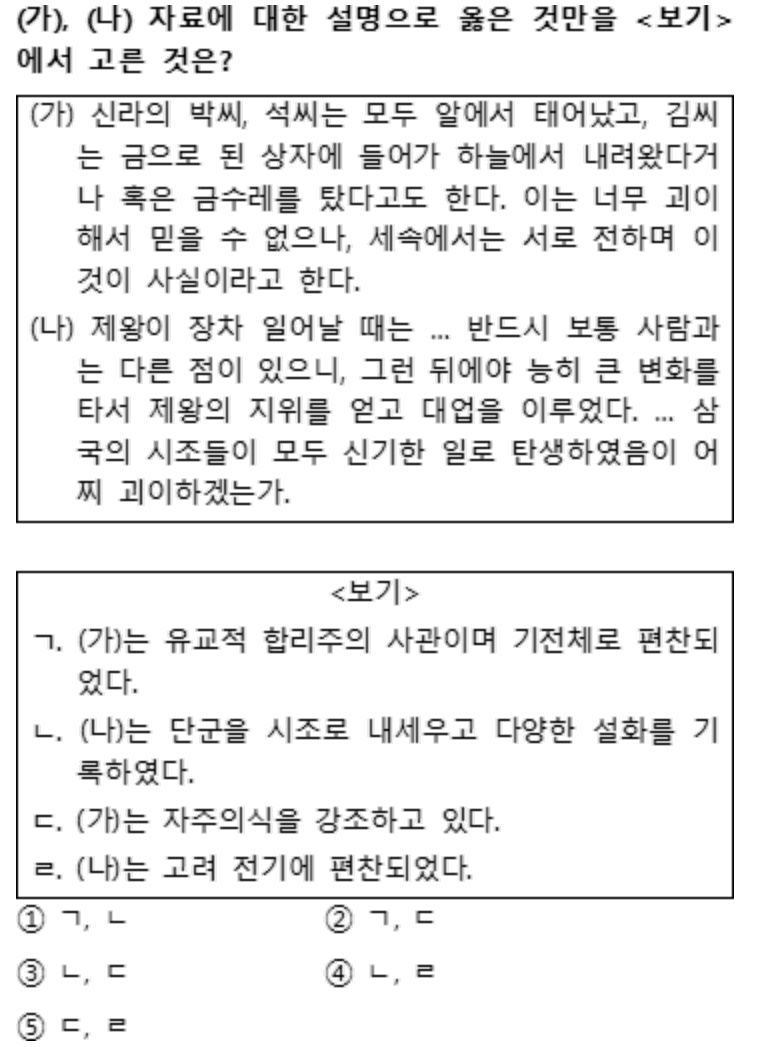 (가), (나) 자료에 대한 설명으로 옳은 것만을 <보기>
에서 고른 것은?
(가) 신라의 박씨, 석씨는 모두 알에서 태어났고, 김씨
는 금으로 된 상자에 들어가 하늘에서 내려왔다거
나 혹은 금수레를 탔다고도 한다. 이는 너무 괴이
해서 믿을 수 없으나, 세속에서는 서로 전하며 이
것이 사실이라고 한다.
(나) 제왕이 장차 일어날 때는 ... 반드시 보통 사람과
는 다른 점이 있으니, 그런 뒤에야 능히 큰 변화를
타서 제왕의 지위를 얻고 대업을 이루었다. ... 삼
국의 시조들이 모두 신기한 일로 탄생하였음이 어
찌 괴이하겠는가.
<보기>
ㄱ. (가)는 유교적 합리주의 사관이며 기전체로 편찬되
었다.
ㄴ. (나)는 단군을 시조로 내세우고 다양한 설화를 기
록하였다.
ㄷ. (가)는 자주의식을 강조하고 있다.
ㄹ. (나)는 고려 전기에 편찬되었다.
① ㄱ, ㄴ ② ㄱ, ㄷ
③ ㄴ, ㄷ ④ ㄴ, ㄹ
⑤ ㄷ, ㄹ